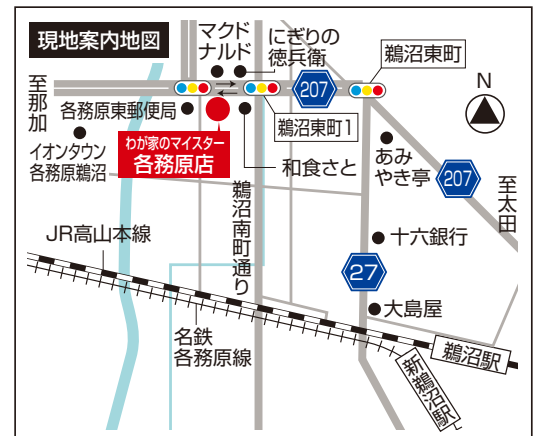 現地案内地図
マクド
ナルド
にぎりの
徳兵衛
鵜沼東町
至那加
207
N
各務原東郵便局
鵜沼東町1
わが家のマイスター
各務原店
イオンタウン
各務原鵜沼
和食さと
あみ
やき亭
207
至太田
鵜沼南町通り
JR高山本線
十六銀行
27
大島屋
名鉄
各務原線
鵜沼駅
新鵜沼駅